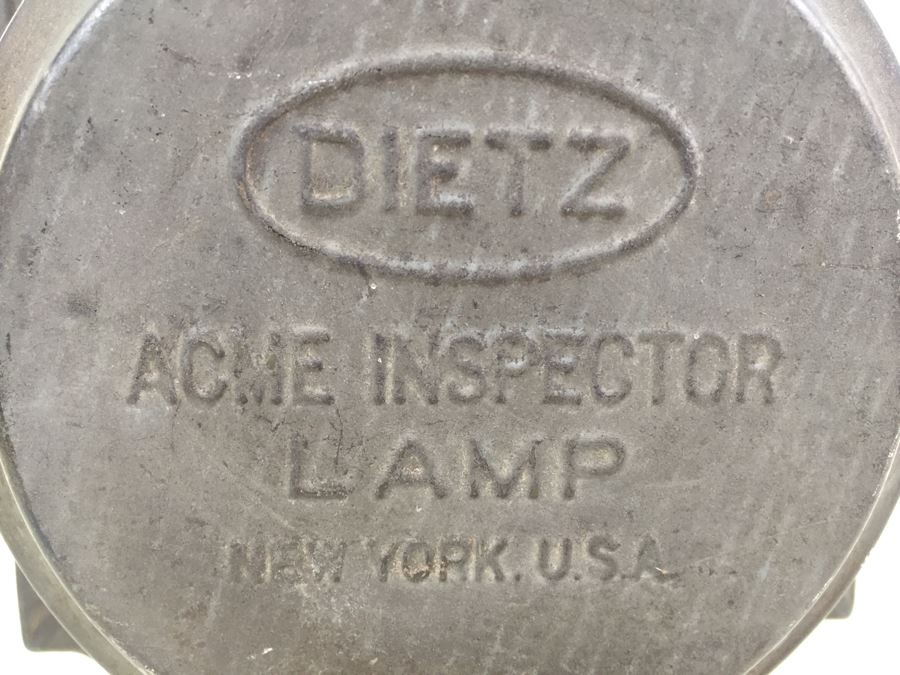 DIETZ
ACME INSPECTOR
LAMP
NEW YORK. U.S.A.